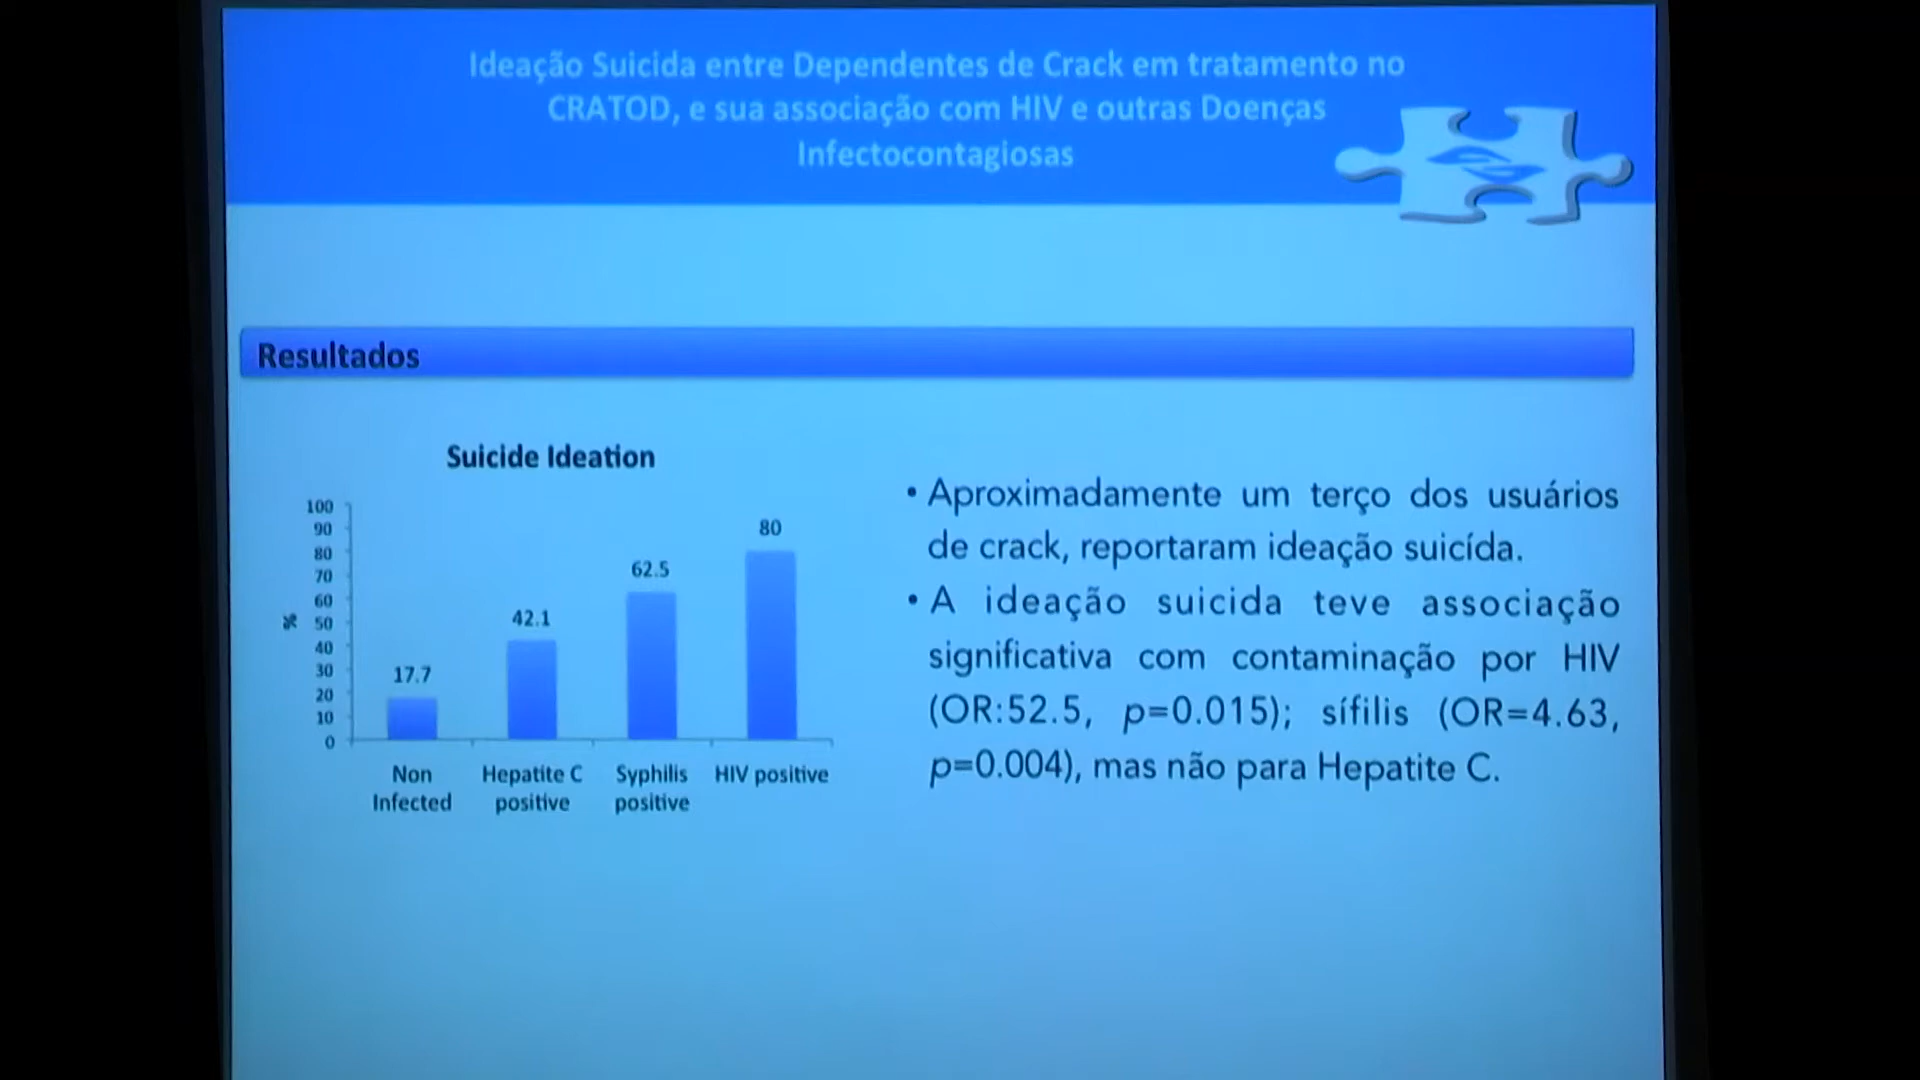 Ideação Suicida entre Dependentes de Crack em tratamento no
CRATOD, e sua associação com HIV e outras Doenças
Infectocontagiosas
Resultados
Suicide Ideation
100
90
80
70
60
50
40
30
20
10
0
%
17.7
42.1
62.5
80
Non
Infected
Hepatite C
positive
Syphilis
positive
HIV positive
• Aproximadamente um terço dos usuários
de crack, reportaram ideação suicída.
• A ideação suicida teve associação
significativa com contaminação por HIV
(OR:52.5, p=0.015); sífilis (OR=4.63,
p=0.004), mas não para Hepatite C.